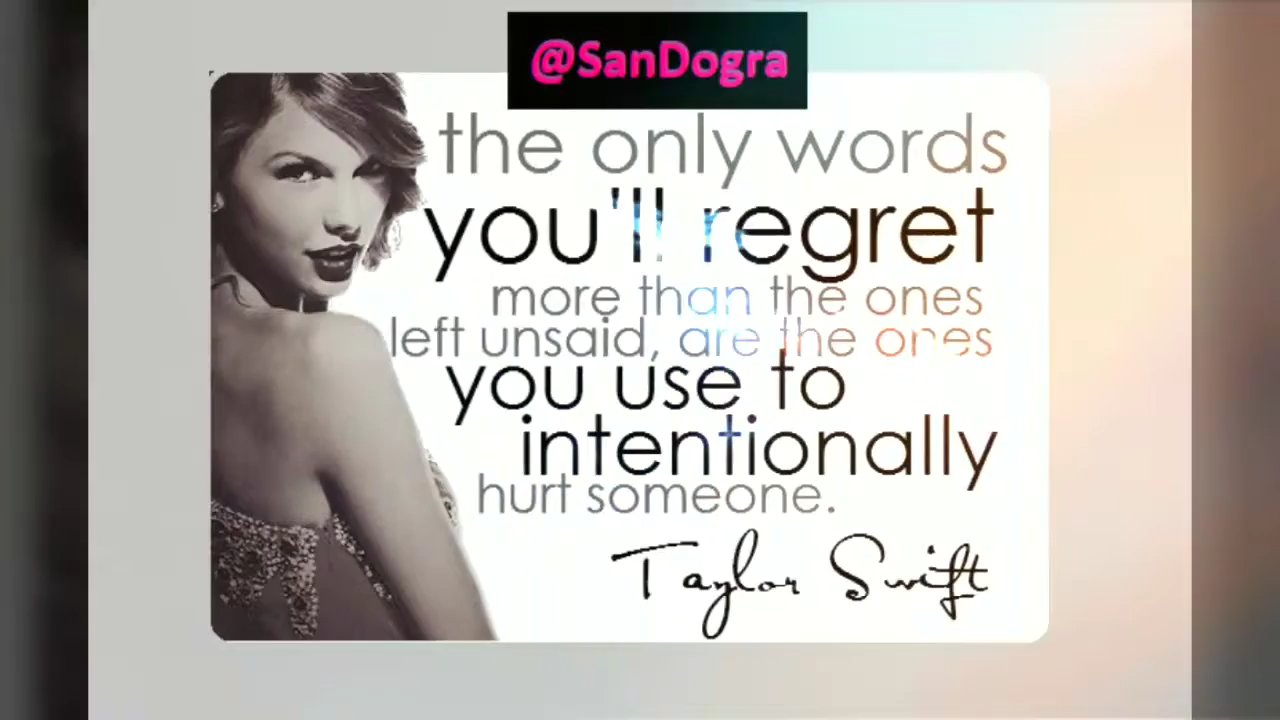 @SanDogra
the only words
you'll regret
more than the ones
left unsaid, are the ones
you use to
intentionally
hurt someone.
Taylor Swift